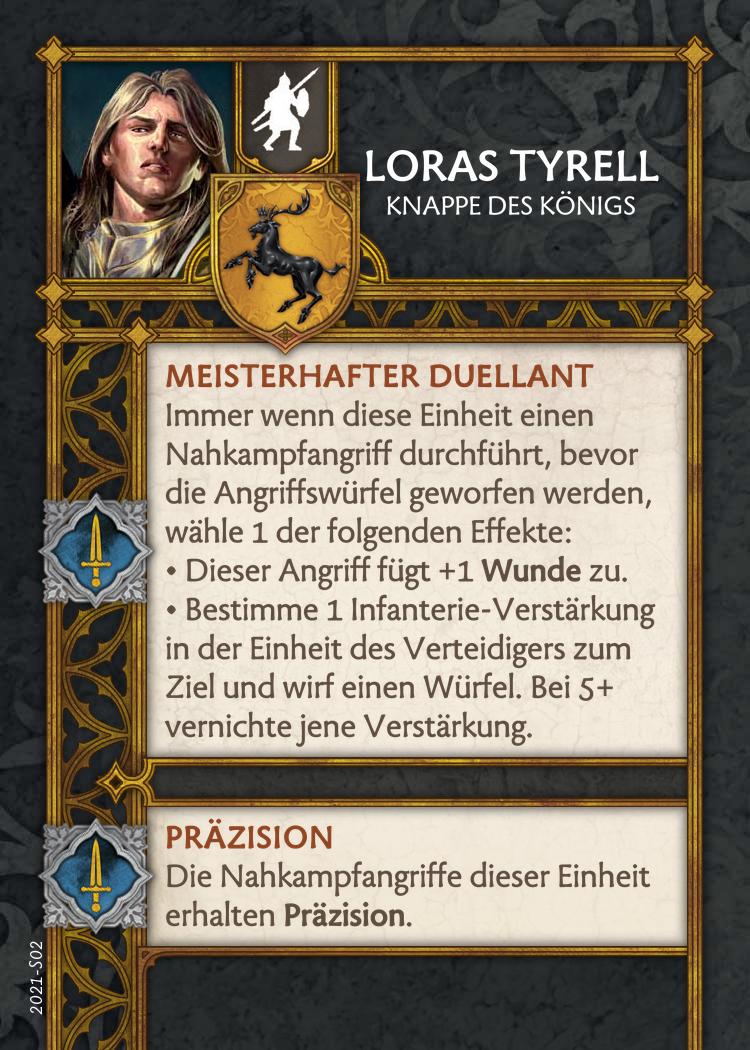 LORAS TYRELL
KNAPPE DES KÖNIGS
MEISTERHAFTER DUELLANT
Immer wenn diese Einheit einen
Nahkampfangriff durchführt, bevor
die Angriffswürfel geworfen werden,
wähle 1 der folgenden Effekte:
• Dieser Angriff fügt +1 Wunde zu.
• Bestimme 1 Infanterie-Verstärkung
in der Einheit des Verteidigers zum
Ziel und wirf einen Würfel. Bei 5+
vernichte jene Verstärkung.
PRÄZISION
Die Nahkampfangriffe dieser Einheit
erhalten Präzision.
2021-S02